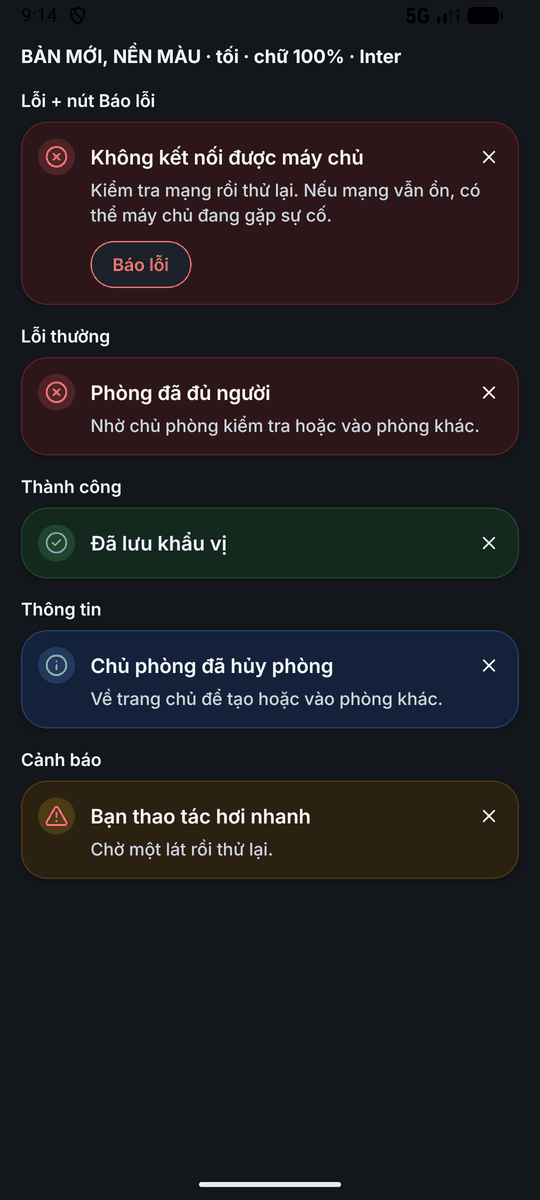 9:14
5G
BẢN MỚI, NỀN MÀU · tối · chữ 100% · Inter
Lỗi + nút Báo lỗi
Không kết nối được máy chủ
Kiểm tra mạng rồi thử lại. Nếu mạng vẫn ổn, có
thể máy chủ đang gặp sự cố.
Báo lỗi
Lỗi thường
Phòng đã đủ người
Nhờ chủ phòng kiểm tra hoặc vào phòng khác.
Thành công
Đã lưu khẩu vị
Thông tin
Chủ phòng đã hủy phòng
Về trang chủ để tạo hoặc vào phòng khác.
Cảnh báo
Bạn thao tác hơi nhanh
Chờ một lát rồi thử lại.